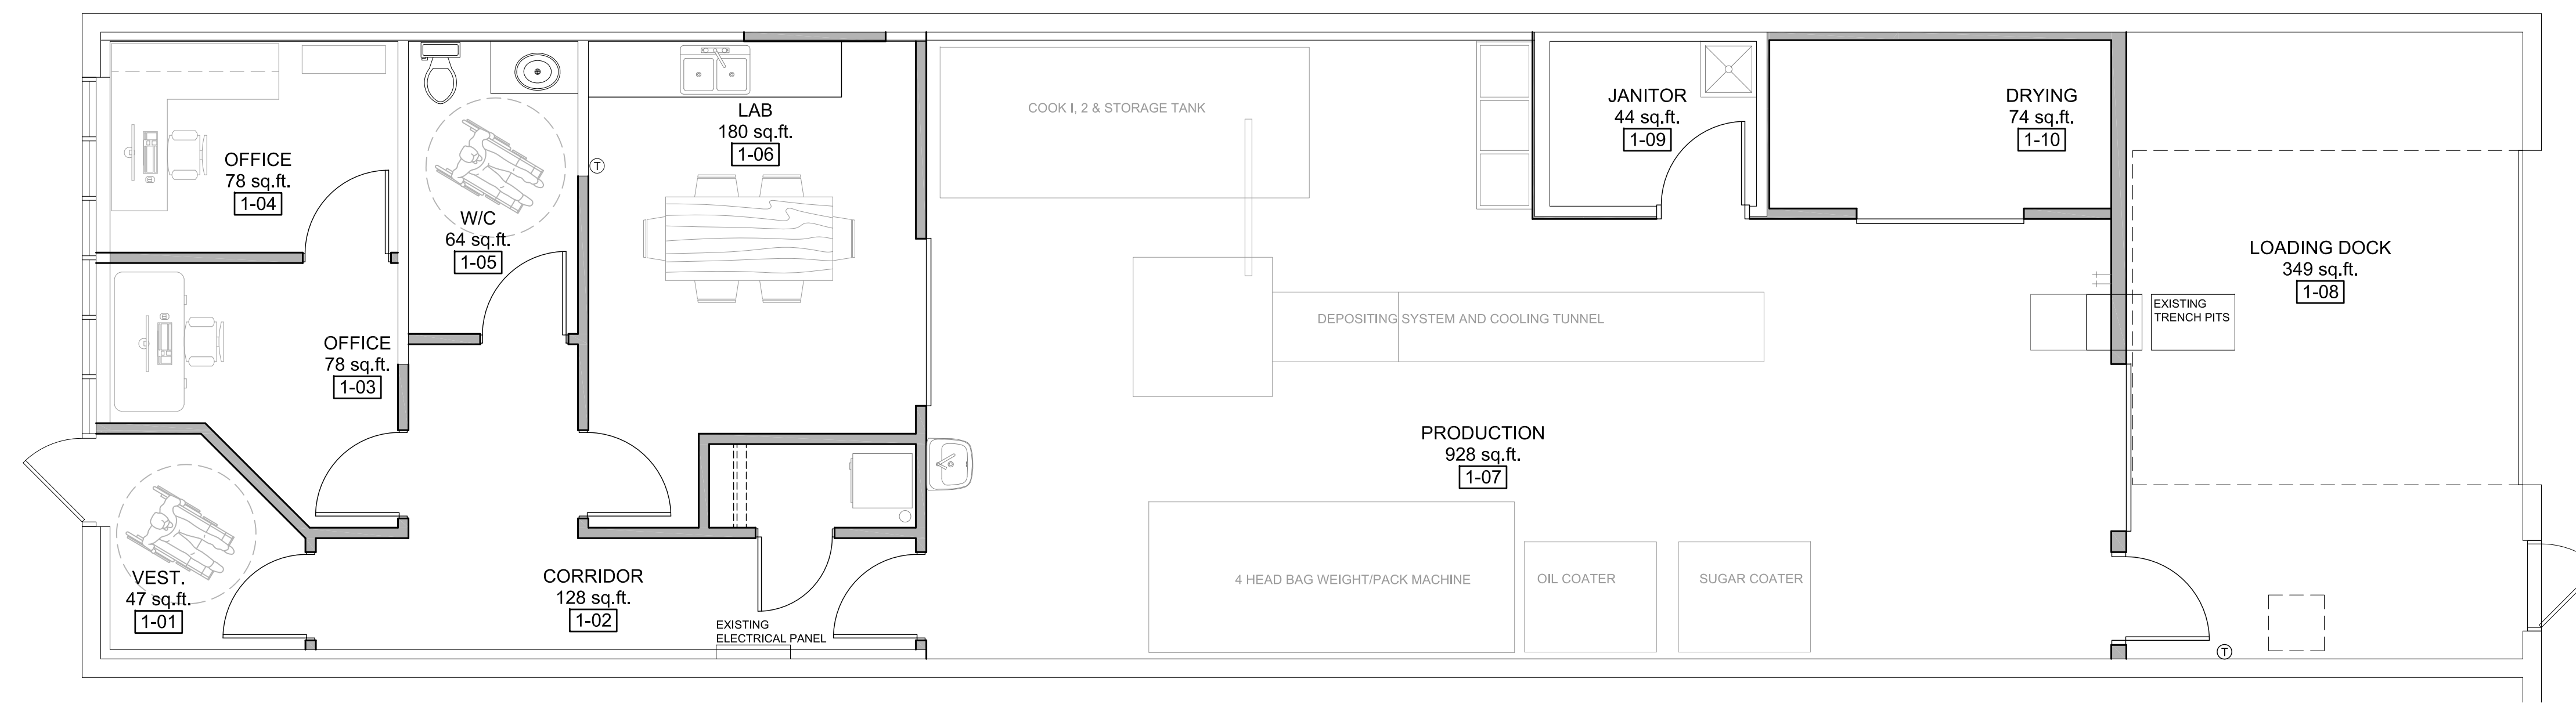 OFFICE
78 sq.ft.
1-04
W/C
64 sq.ft.
1-05
LAB
180 sq.ft.
1-06
T
OFFICE
78 sq.ft.
1-03
VEST.
47 sq.ft.
1-01
CORRIDOR
128 sq.ft.
1-02
EXISTING
ELECTRICAL PANEL
COOK I, 2 & STORAGE TANK
DEPOSITING SYSTEM AND COOLING TUNNEL
PRODUCTION
928 sq.ft.
1-07
4 HEAD BAG WEIGHT/PACK MACHINE
OIL COATER
SUGAR COATER
JANITOR
44 sq.ft.
1-09
DRYING
74 sq.ft.
1-10
LOADING DOCK
349 sq.ft.
1-08
EXISTING
TRENCH PITS
T